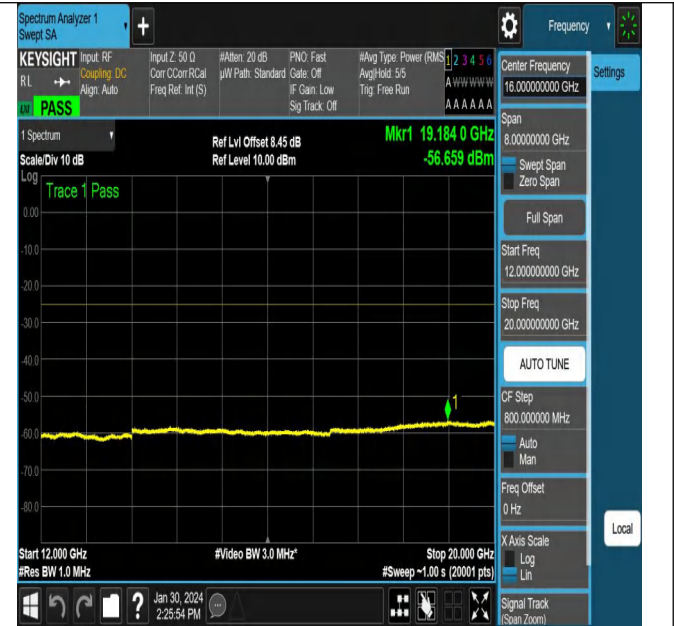 Spectrum Analyzer 1
Swept SA
Frequency
KEYSIGHT
RL
PASS
Input: RF
Coupling: DC
Align: Auto
Input Z: 50 Ω
Corr CCorr RCal
Freq Ref: Int (S)
#Atten: 20 dB
µW Path: Standard
PNO: Fast
Gate: Off
IF Gain: Low
Sig Track: Off
#Avg Type: Power (RMS
Avg|Hold: 5/5
Trig: Free Run
1 2 3 4 5 6
A W W W W W
A A A A A A
1 Spectrum
Scale/Div 10 dB
Ref Lvl Offset 8.45 dB
Ref Level 10.00 dBm
Mkr1 19.184 0 GHz
-56.659 dBm
Log
Trace 1 Pass
0.00
-10.0
-20.0
-30.0
-40.0
-50.0
-60.0
-70.0
-80.0
1
Start 12.000 GHz
#Res BW 1.0 MHz
#Video BW 3.0 MHz*
Stop 20.000 GHz
#Sweep ~1.00 s (20001 pts)
Center Frequency
16.000000000 GHz
Settings
Span
8.00000000 GHz
Swept Span
Zero Span
Full Span
Start Freq
12.000000000 GHz
Stop Freq
20.000000000 GHz
AUTO TUNE
CF Step
800.000000 MHz
Auto
Man
Freq Offset
0 Hz
X Axis Scale
Log
Lin
Local
Signal Track
(Span Zoom)
Jan 30, 2024
2:25:54 PM